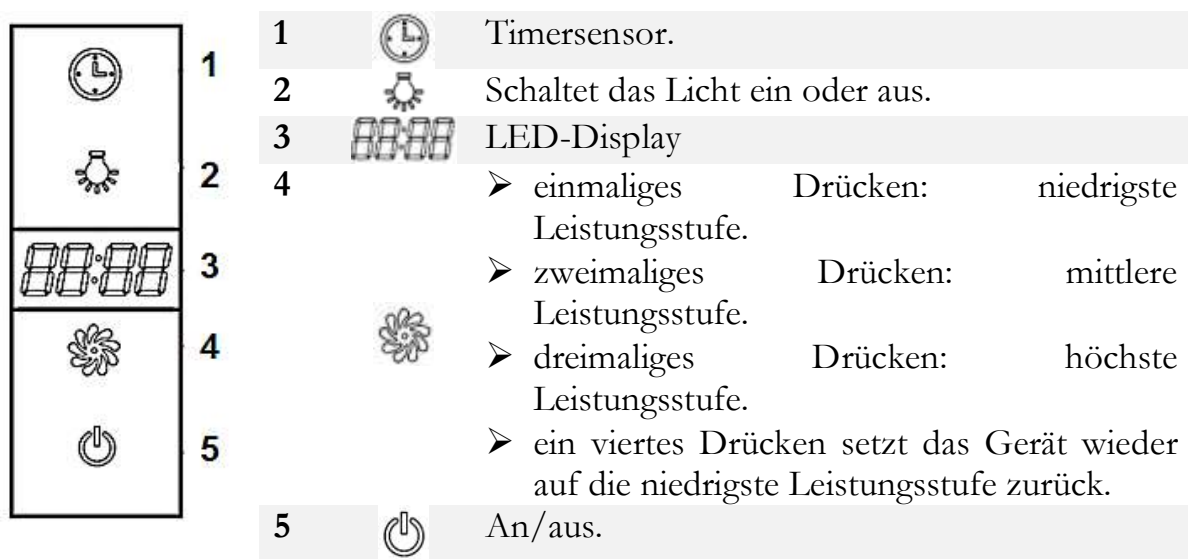 1
2
88:88 3
4
5
1 Timersensor.
2 Schaltet das Licht ein oder aus.
3 88:88 LED-Display
4 ➢ einmaliges Drücken: niedrigste
Leistungsstufe.
➢ zweimaliges Drücken: mittlere
Leistungsstufe.
➢ dreimaliges Drücken: höchste
Leistungsstufe.
➢ ein viertes Drücken setzt das Gerät wieder
auf die niedrigste Leistungsstufe zurück.
5 An/aus.